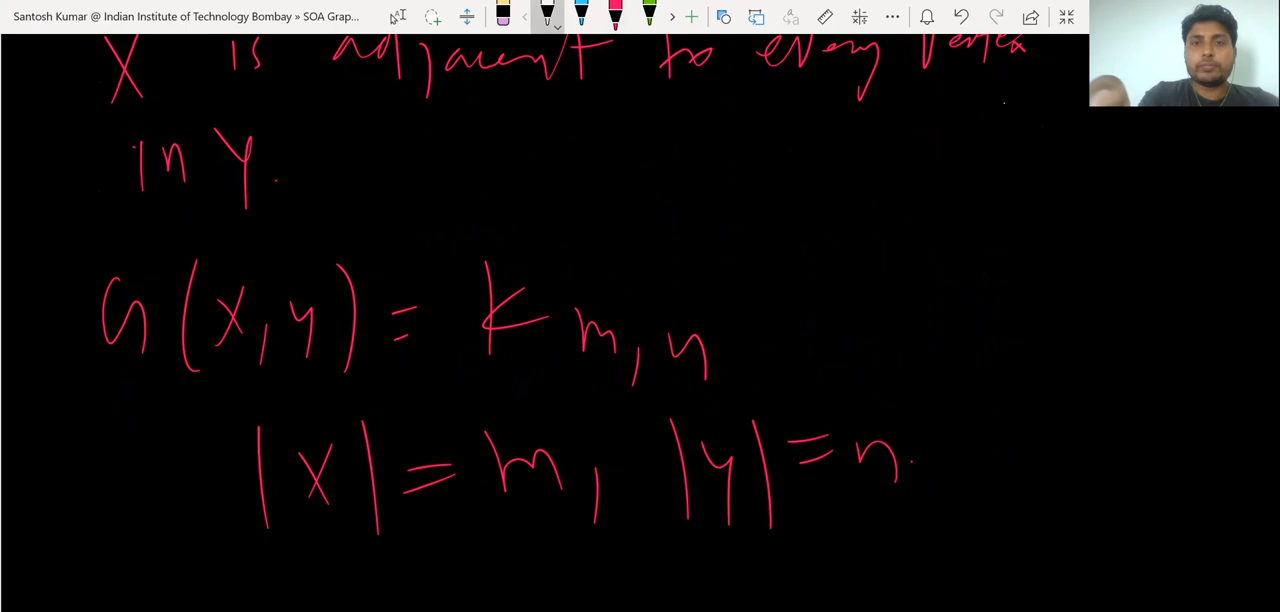 Santosh Kumar @ Indian Institute of Technology Bombay » SOA Grap...
X is adjacent to every vertex
in Y.
G(X, Y) = K m, n
|X| = m, |Y| = n.